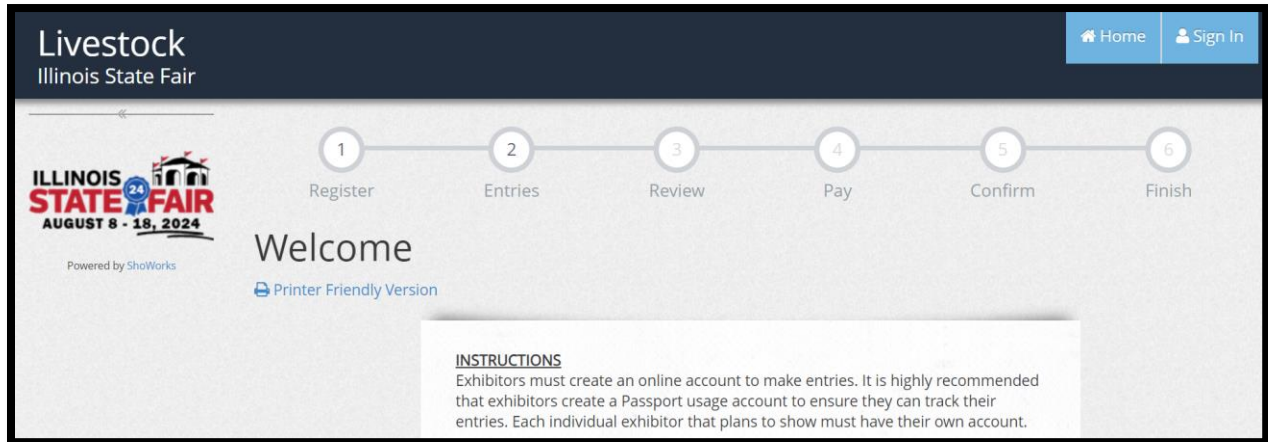 Livestock
Illinois State Fair
Home
Sign In
«
ILLINOIS
24
STATE FAIR
AUGUST 8 - 18, 2024
Powered by ShoWorks
1
2
3
4
5
6
Register
Entries
Review
Pay
Confirm
Finish
Welcome
Printer Friendly Version
INSTRUCTIONS
Exhibitors must create an online account to make entries. It is highly recommended
that exhibitors create a Passport usage account to ensure they can track their
entries. Each individual exhibitor that plans to show must have their own account.